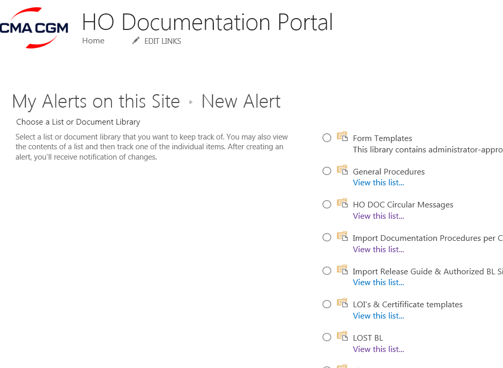 CMA CGM
HO Documentation Portal
Home
EDIT LINKS
My Alerts on this Site
New Alert
Choose a List or Document Library
Select a list or document library that you want to keep track of. You may also view
the contents of a list and then track one of the individual items. After creating an
alert, you'll receive notification of changes.
Form Templates
This library contains administrator-appro
General Procedures
View this list...
HO DOC Circular Messages
View this list...
Import Documentation Procedures per C
View this list...
Import Release Guide & Authorized BL Si
View this list...
LOI's & Certifificate templates
View this list...
LOST BL
View this list...